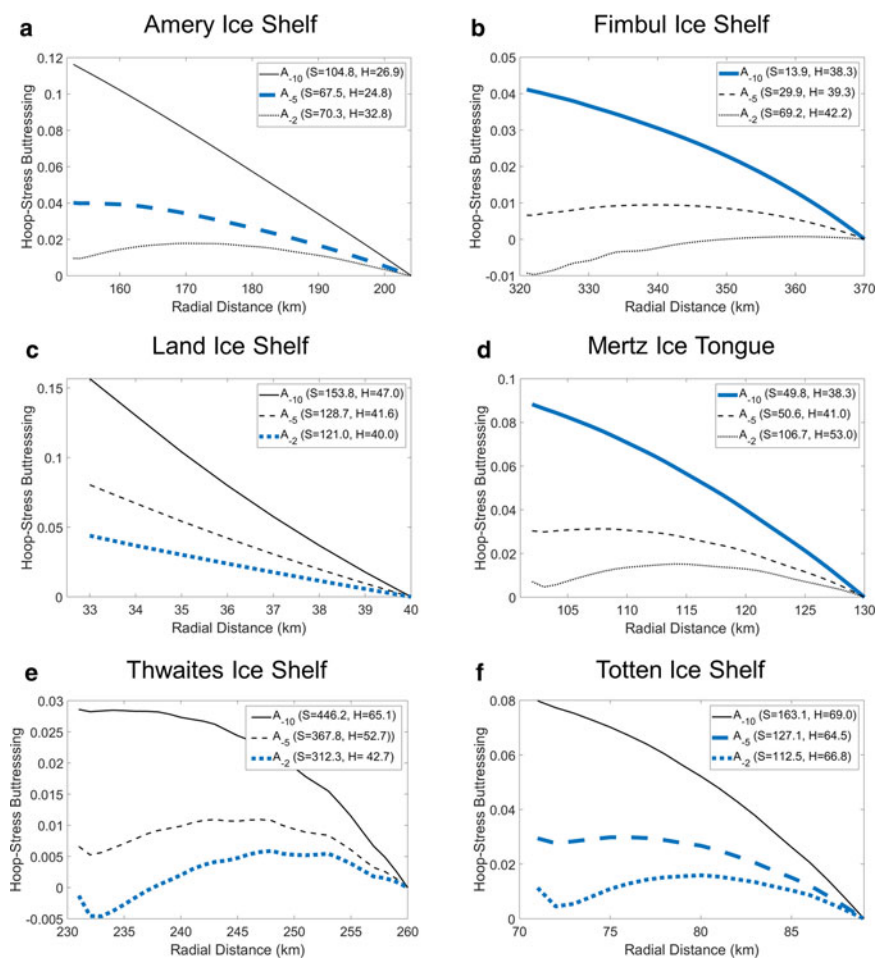 a Amery Ice Shelf
0.12
0.1
0.08
0.06
0.04
0.02
0
Hoop-Stress Buttresssing
A-10 (S=104.8, H=26.9)
A-5 (S=67.5, H=24.8)
A-2 (S=70.3, H=32.8)
160 170 180 190 200
Radial Distance (km)
b Fimbul Ice Shelf
0.05
0.04
0.03
0.02
0.01
0
-0.01
Hoop-Stress Buttresssing
A-10 (S=13.9, H=38.3)
A-5 (S=29.9, H= 39.3)
A-2 (S=69.2, H=42.2)
320 330 340 350 360 370
Radial Distance (km)
c Land Ice Shelf
0.15
0.1
0.05
0
Hoop-Stress Buttresssing
A-10 (S=153.8, H=47.0)
A-5 (S=128.7, H=41.6)
A-2 (S=121.0, H=40.0)
33 34 35 36 37 38 39 40
Radial Distance (km)
d Mertz Ice Tongue
0.1
0.08
0.06
0.04
0.02
0
Hoop-Stress Buttresssing
A-10 (S=49.8, H=38.3)
A-5 (S=50.6, H=41.0)
A-2 (S=106.7, H=53.0)
105 110 115 120 125 130
Radial Distance (km)
e Thwaites Ice Shelf
0.03
0.025
0.02
0.015
0.01
0.005
0
-0.005
Hoop-Stress Buttresssing
A-10 (S=446.2, H=65.1)
A-5 (S=367.8, H=52.7))
A-2 (S=312.3, H= 42.7)
230 235 240 245 250 255 260
Radial Distance (km)
f Totten Ice Shelf
0.08
0.06
0.04
0.02
0
Hoop-Stress Buttresssing
A-10 (S=163.1, H=69.0)
A-5 (S=127.1, H=64.5)
A-2 (S=112.5, H=66.8)
70 75 80 85
Radial Distance (km)